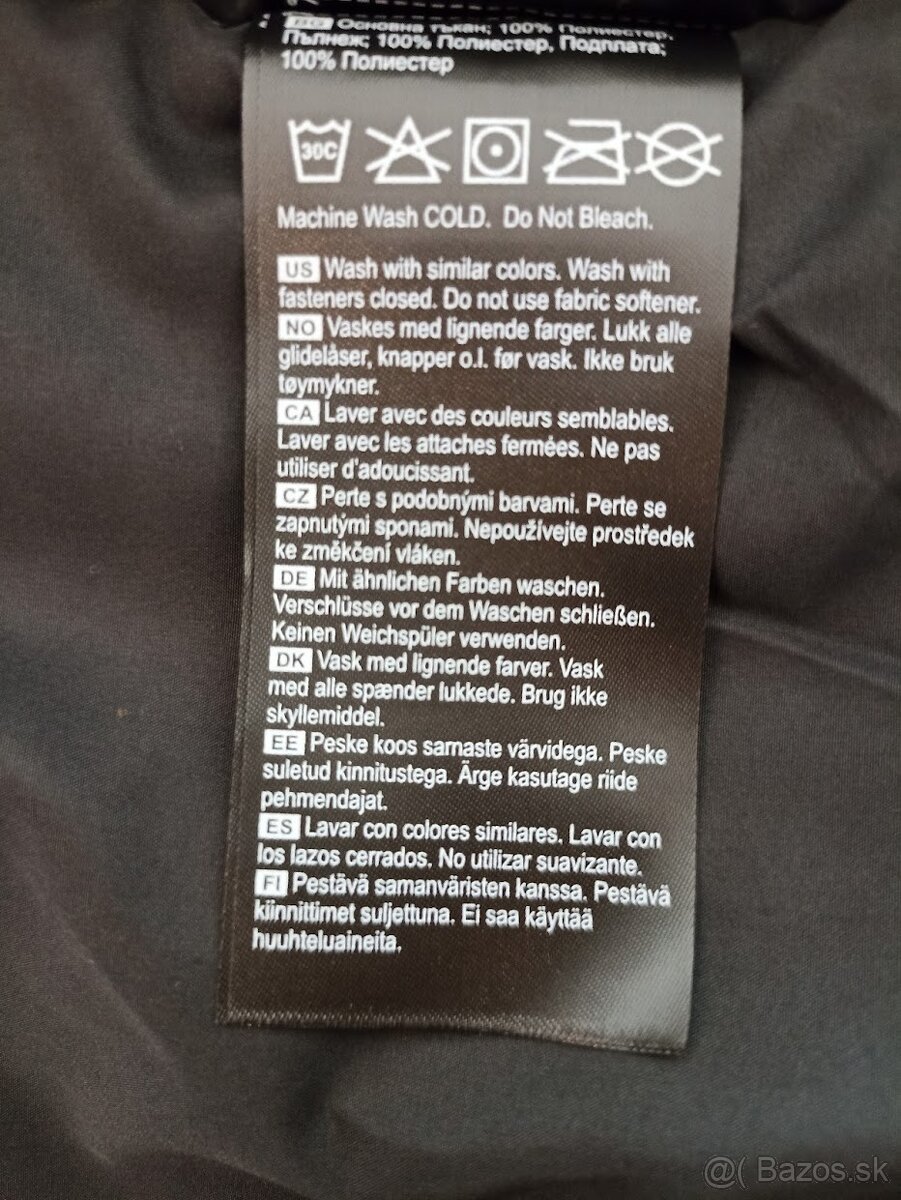 BG Основна тъкан; 100% Полиестер,
Пълнеж; 100% Полиестер, Подплата;
100% Полиестер
30C
Machine Wash COLD. Do Not Bleach.
US Wash with similar colors. Wash with
fasteners closed. Do not use fabric softener.
NO Vaskes med lignende farger. Lukk alle
glidelåser, knapper o.l. før vask. Ikke bruk
tøymykner.
CA Laver avec des couleurs semblables.
Laver avec les attaches fermées. Ne pas
utiliser d'adoucissant.
CZ Perte s podobnými barvami. Perte se
zapnutými sponami. Nepoužívejte prostředek
ke změkčení vláken.
DE Mit ähnlichen Farben waschen.
Verschlüsse vor dem Waschen schließen.
Keinen Weichspüler verwenden.
DK Vask med lignende farver. Vask
med alle spænder lukkede. Brug ikke
skyllemiddel.
EE Peske koos sarnaste värvidega. Peske
suletud kinnitustega. Ärge kasutage riide
pehmendajat.
ES Lavar con colores similares. Lavar con
los lazos cerrados. No utilizar suavizante.
FI Pestävä samanväristen kanssa. Pestävä
kiinnittimet suljettuna. Ei saa käyttää
huuhteluaineita.
@( Bazos.sk